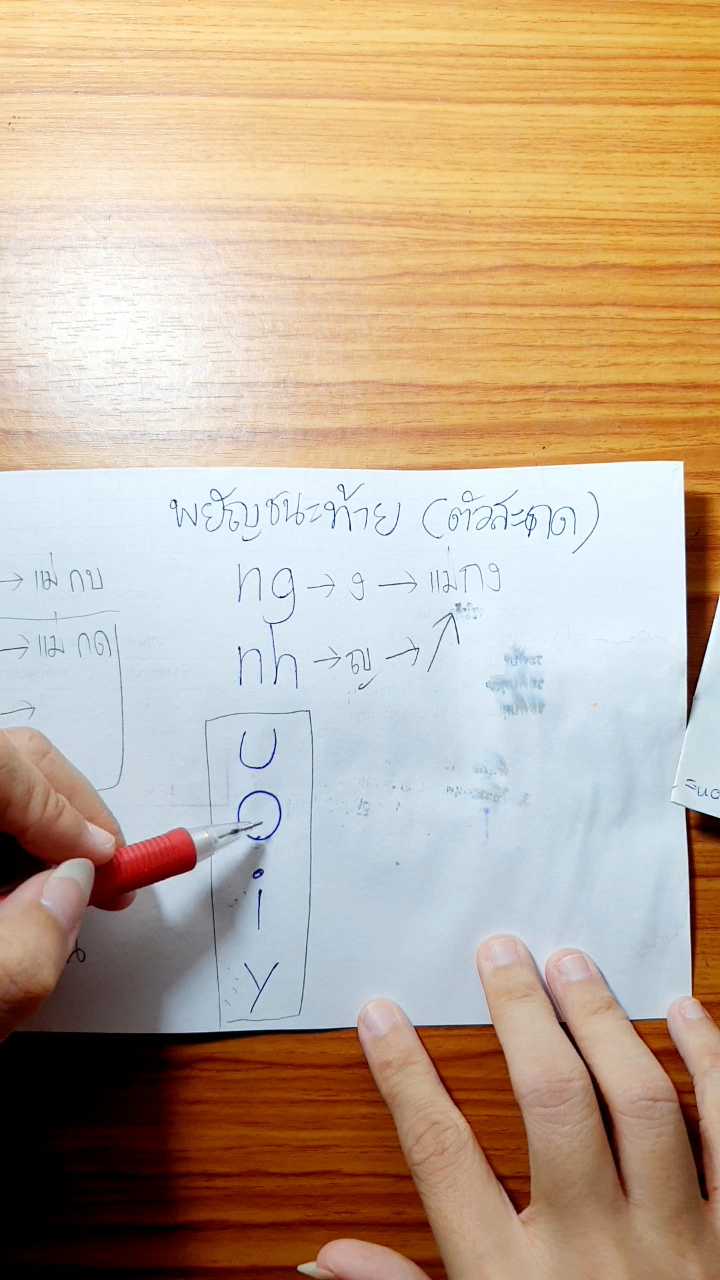 พยัญชนะท้าย (ตัวสะกด)
→ แม่ กบ
ng → ง → แม่กง
→ แม่ กด
nh → ญ → ↗
→
U
O
i
y